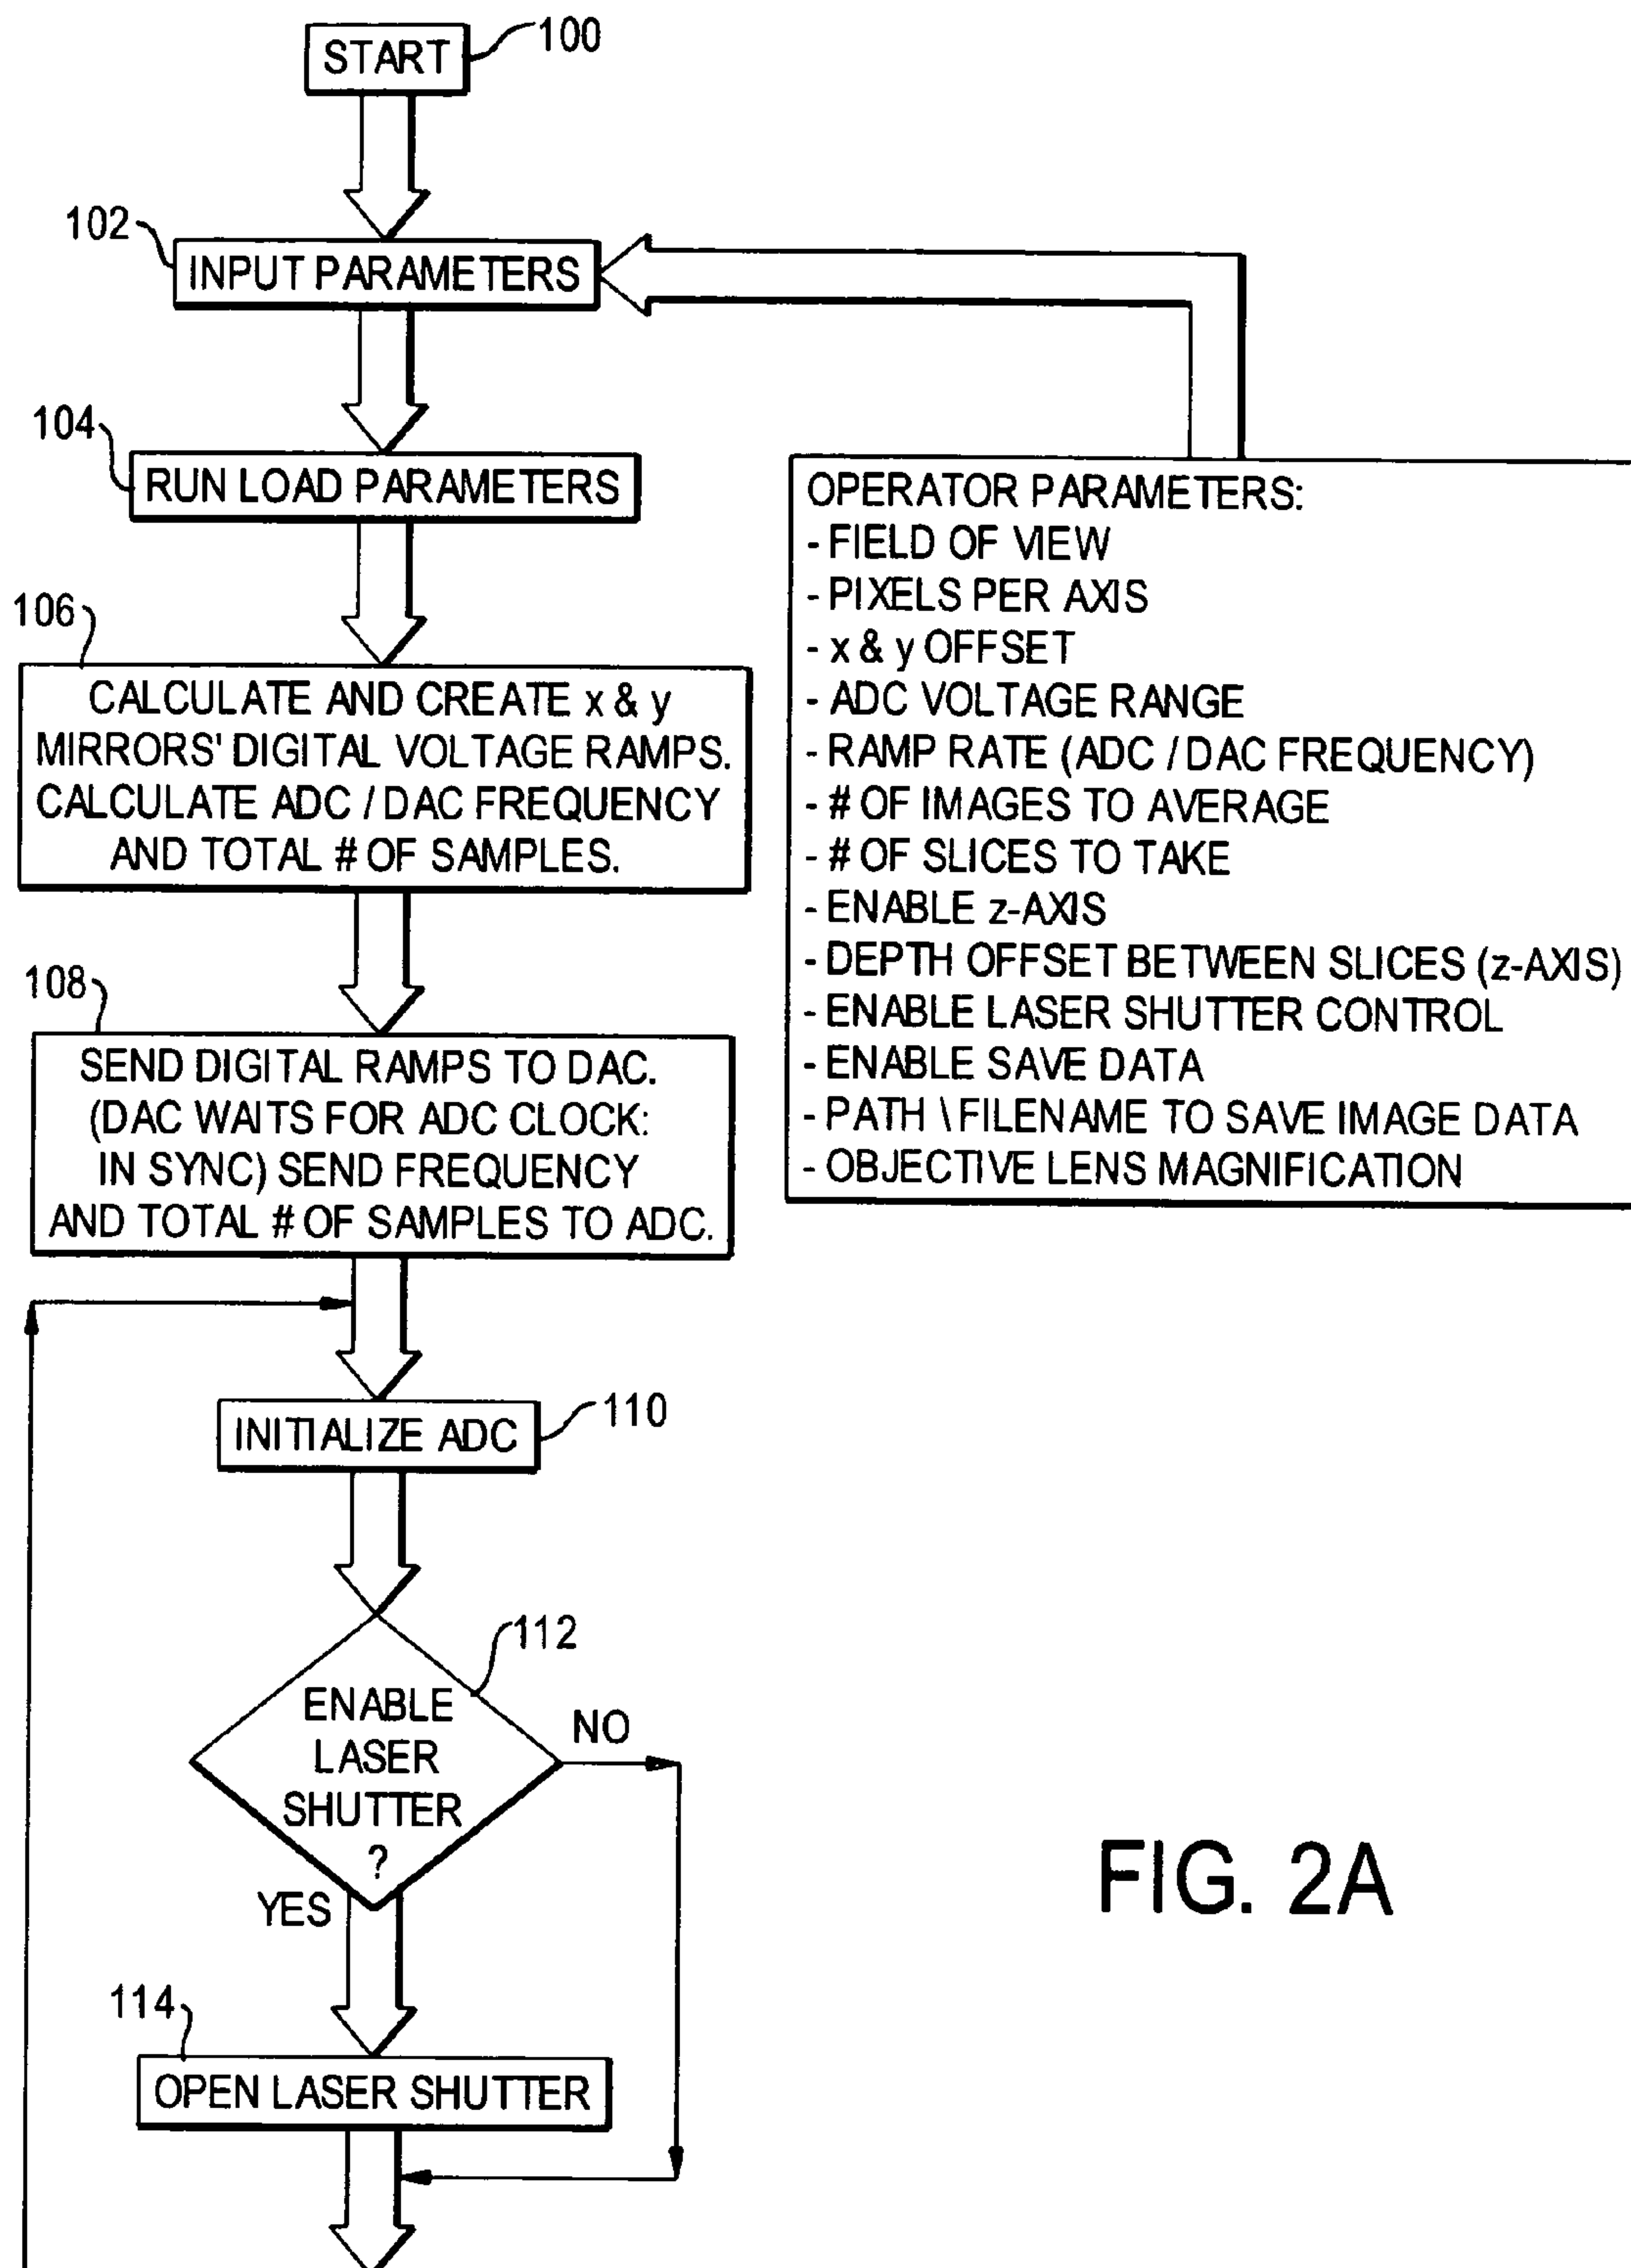 START
100
102
INPUT PARAMETERS
104
RUN LOAD PARAMETERS
106
CALCULATE AND CREATE x & y
MIRRORS' DIGITAL VOLTAGE RAMPS.
CALCULATE ADC / DAC FREQUENCY
AND TOTAL # OF SAMPLES.
OPERATOR PARAMETERS:
- FIELD OF VIEW
- PIXELS PER AXIS
- x & y OFFSET
- ADC VOLTAGE RANGE
- RAMP RATE (ADC / DAC FREQUENCY)
- # OF IMAGES TO AVERAGE
- # OF SLICES TO TAKE
- ENABLE z-AXIS
- DEPTH OFFSET BETWEEN SLICES (z-AXIS)
- ENABLE LASER SHUTTER CONTROL
- ENABLE SAVE DATA
- PATH \ FILENAME TO SAVE IMAGE DATA
- OBJECTIVE LENS MAGNIFICATION
108
SEND DIGITAL RAMPS TO DAC.
(DAC WAITS FOR ADC CLOCK:
IN SYNC) SEND FREQUENCY
AND TOTAL # OF SAMPLES TO ADC.
INITIALIZE ADC
110
112
ENABLE
LASER
SHUTTER
?
NO
YES
114
OPEN LASER SHUTTER
FIG. 2A